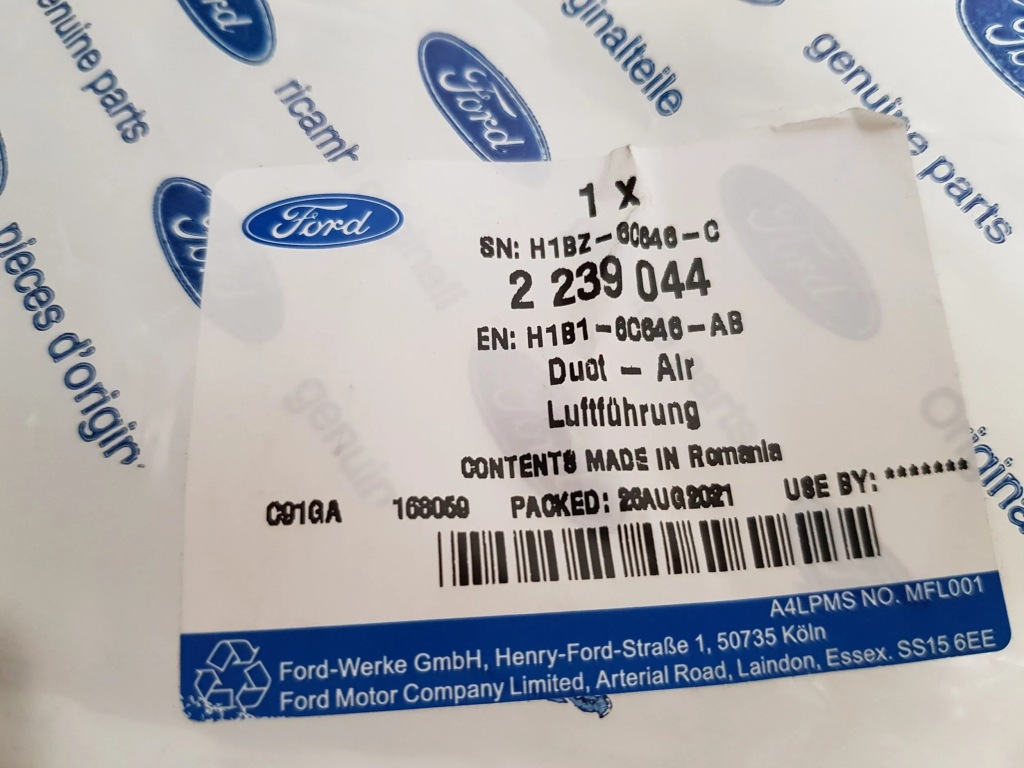 genuine parts
Ford
ricamb
Ford
originalteile
genuine parts
Ford
pièces d'origin
Ford
1 X
SN: H1BZ-6C646-C
2 239 044
EN: H1B1-6C646-AB
Duct - Air
Luftführung
CONTENTS MADE IN Romania
C91GA 168059 PACKED: 26AUG2021 USE BY: *******
A4LPMS NO. MFL001
Ford-Werke GmbH, Henry-Ford-Straße 1, 50735 Köln
Ford Motor Company Limited, Arterial Road, Laindon, Essex. SS15 6EE